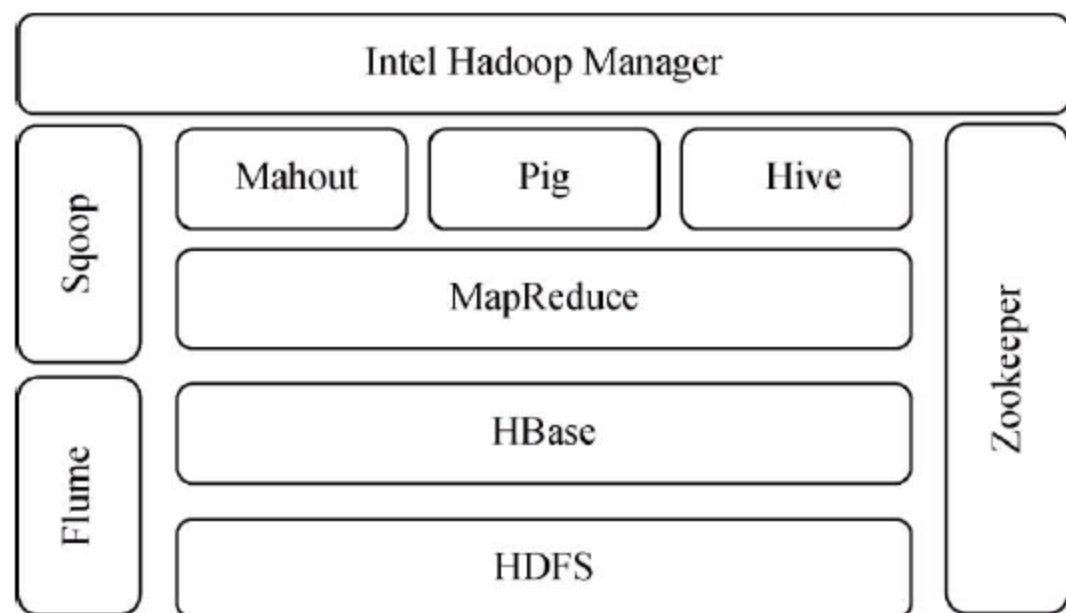 Intel Hadoop Manager
Sqoop
Mahout
Pig
Hive
MapReduce
Zookeeper
Flume
HBase
HDFS